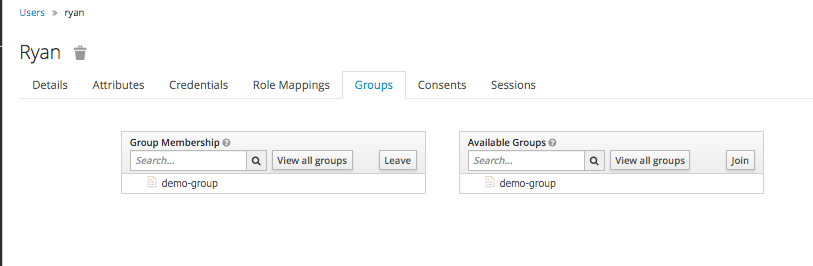 Users » ryan
Ryan
Details Attributes Credentials Role Mappings Groups Consents Sessions
Group Membership
Search... View all groups Leave
demo-group
Available Groups
Search... View all groups Join
demo-group